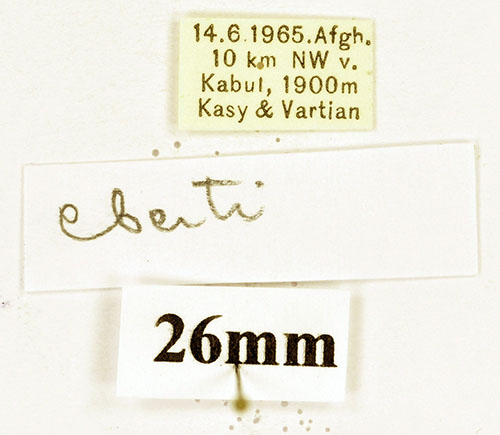 14.6.1965.Afgh.
10 km NW v.
Kabul, 1900m
Kasy & Vartian
eberti
26mm